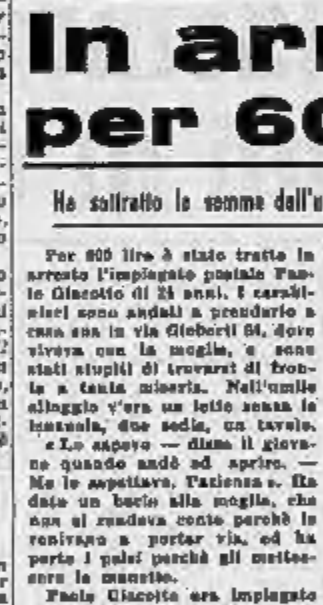 In ar
per 60
Ha sottratto le somme dall'u
Per 600 lire è stato tratto in
arresto l'impiegato postale Pao-
lo Giacotto di 24 anni. I carabi-
nieri sono andati a prenderlo a
casa sua in via Gioberti 64, dove
viveva con la moglie, e sono
stati stupiti di trovarsi di fron-
te a tanta miseria. Nell'umile
alloggio v'era un letto senza le
lenzuola, due sedie, un tavolo.
« Lo sapevo — disse il giova-
ne quando andò ad aprire. —
Me lo aspettavo. Pazienza ». Ha
dato un bacio alla moglie, che
non si rendeva conto perchè lo
venivano a portar via, ed ha
porto i polsi perchè gli mettes-
sero le manette.
Paolo Giacotto era impiegato